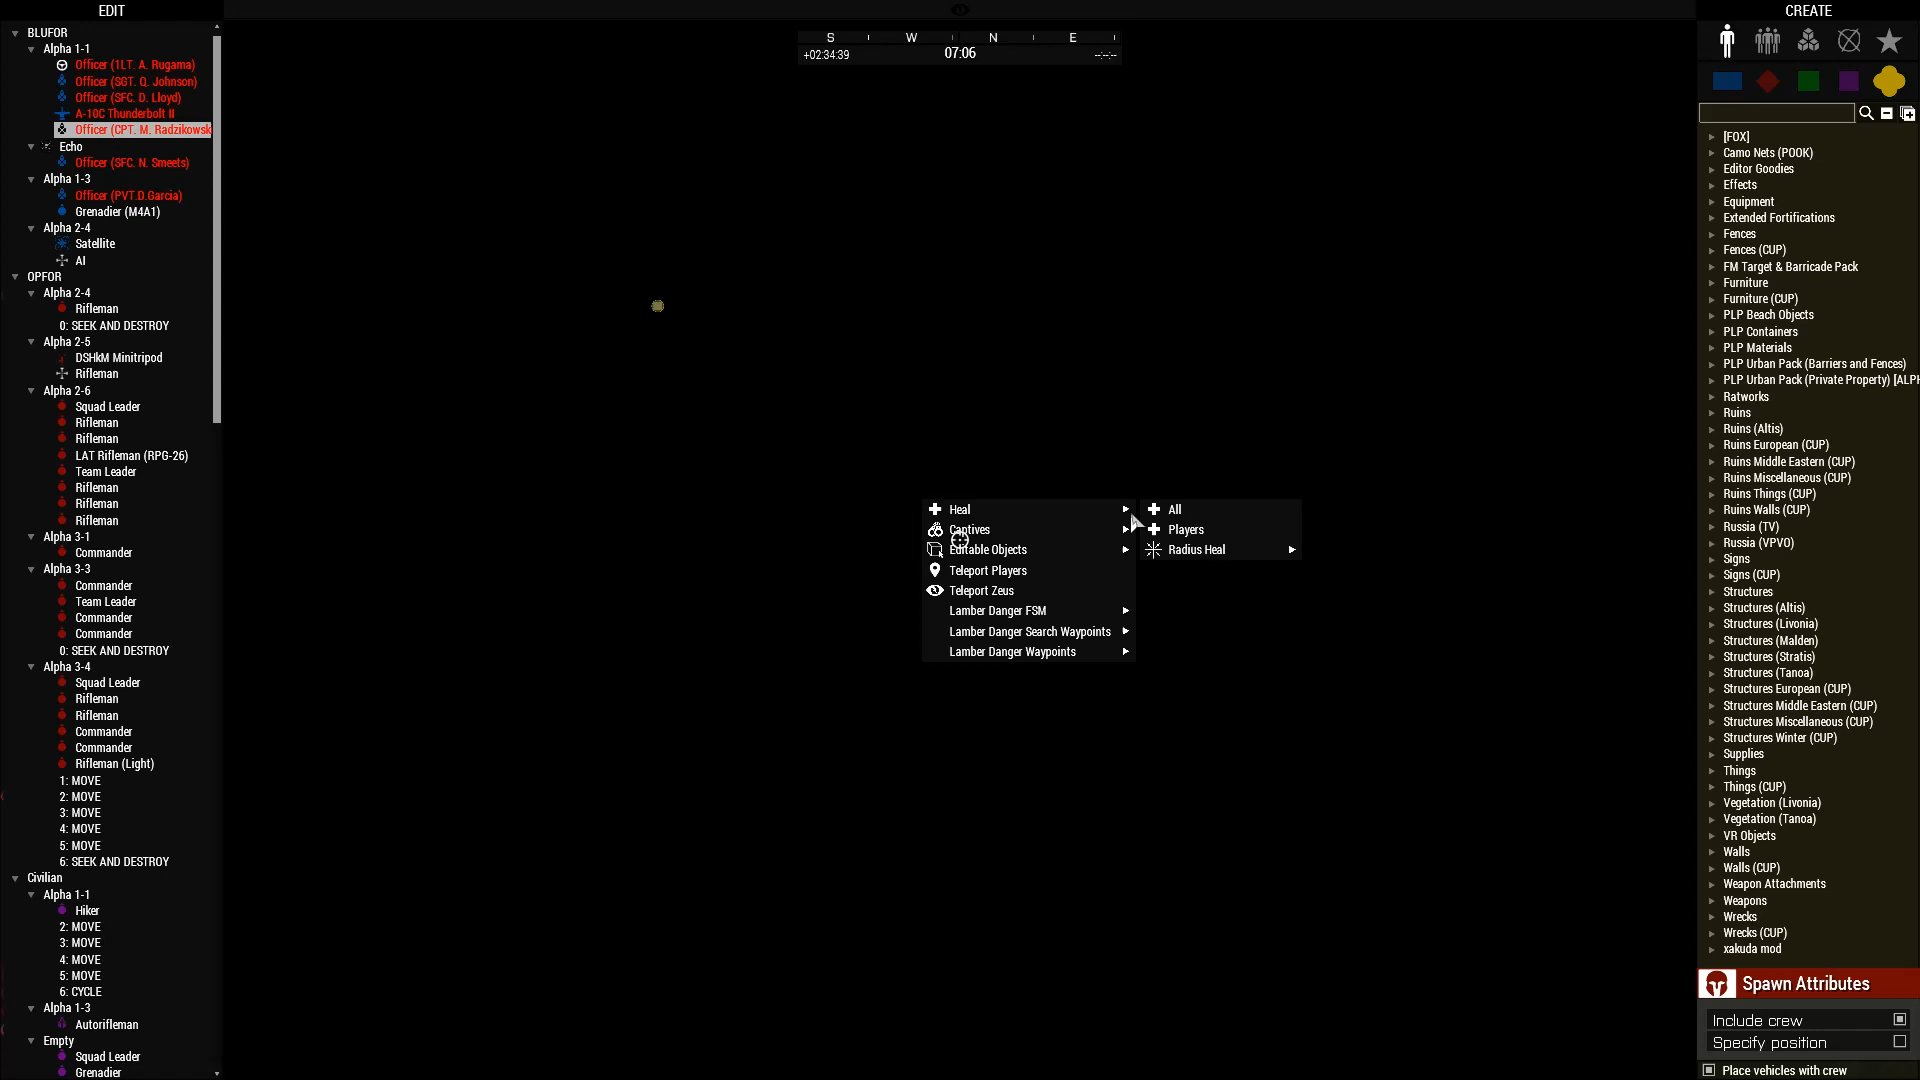 EDIT
BLUFOR
Alpha 1-1
Officer (1LT. A. Rugama)
Officer (SGT. Q. Johnson)
Officer (SFC. D. Lloyd)
A-10C Thunderbolt II
Officer (CPT. M. Radzikowsk
Echo
Officer (SFC. N. Smeets)
Alpha 1-3
Officer (PVT.D.Garcia)
Grenadier (M4A1)
Alpha 2-4
Satellite
AI
OPFOR
Alpha 2-4
Rifleman
0: SEEK AND DESTROY
Alpha 2-5
DSHkM Minitripod
Rifleman
Alpha 2-6
Squad Leader
Rifleman
Rifleman
LAT Rifleman (RPG-26)
Team Leader
Rifleman
Rifleman
Rifleman
Alpha 3-1
Commander
Alpha 3-3
Commander
Team Leader
Commander
Commander
0: SEEK AND DESTROY
Alpha 3-4
Squad Leader
Rifleman
Rifleman
Commander
Commander
Rifleman (Light)
1: MOVE
2: MOVE
3: MOVE
4: MOVE
5: MOVE
6: SEEK AND DESTROY
Civilian
Alpha 1-1
Hiker
2: MOVE
3: MOVE
4: MOVE
5: MOVE
6: CYCLE
Alpha 1-3
Autorifleman
Empty
Squad Leader
Grenadier
S W N E
+02:34:39 07:06 --:--:--
Heal
Captives
Editable Objects
Teleport Players
Teleport Zeus
Lamber Danger FSM
Lamber Danger Search Waypoints
Lamber Danger Waypoints
All
Players
Radius Heal
CREATE
[FOX]
Camo Nets (POOK)
Editor Goodies
Effects
Equipment
Extended Fortifications
Fences
Fences (CUP)
FM Target & Barricade Pack
Furniture
Furniture (CUP)
PLP Beach Objects
PLP Containers
PLP Materials
PLP Urban Pack (Barriers and Fences)
PLP Urban Pack (Private Property) [ALPH
Ratworks
Ruins
Ruins (Altis)
Ruins European (CUP)
Ruins Middle Eastern (CUP)
Ruins Miscellaneous (CUP)
Ruins Things (CUP)
Ruins Walls (CUP)
Russia (TV)
Russia (VPVO)
Signs
Signs (CUP)
Structures
Structures (Altis)
Structures (Livonia)
Structures (Malden)
Structures (Stratis)
Structures (Tanoa)
Structures European (CUP)
Structures Middle Eastern (CUP)
Structures Miscellaneous (CUP)
Structures Winter (CUP)
Supplies
Things
Things (CUP)
Vegetation (Livonia)
Vegetation (Tanoa)
VR Objects
Walls
Walls (CUP)
Weapon Attachments
Weapons
Wrecks
Wrecks (CUP)
xakuda mod
Spawn Attributes
Include crew
Specify position
Place vehicles with crew